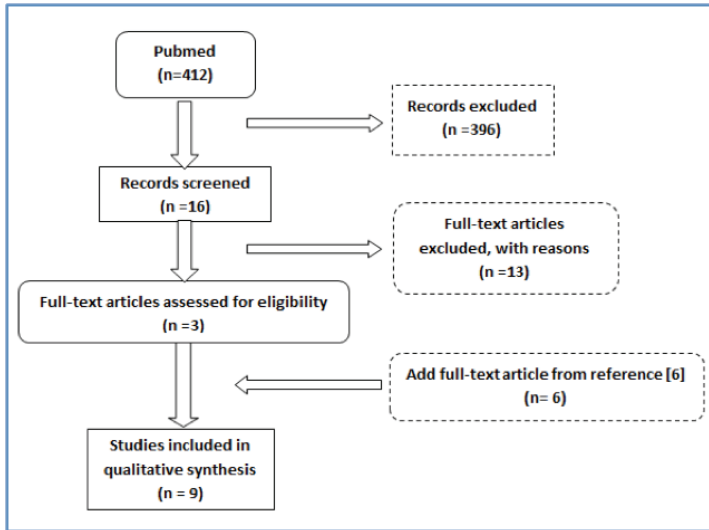 Pubmed
(n=412)
Records excluded
(n =396)
Records screened
(n =16)
Full-text articles
excluded, with reasons
(n =13)
Full-text articles assessed for eligibility
(n =3)
Add full-text article from reference [6]
(n= 6)
Studies included in
qualitative synthesis
(n = 9)